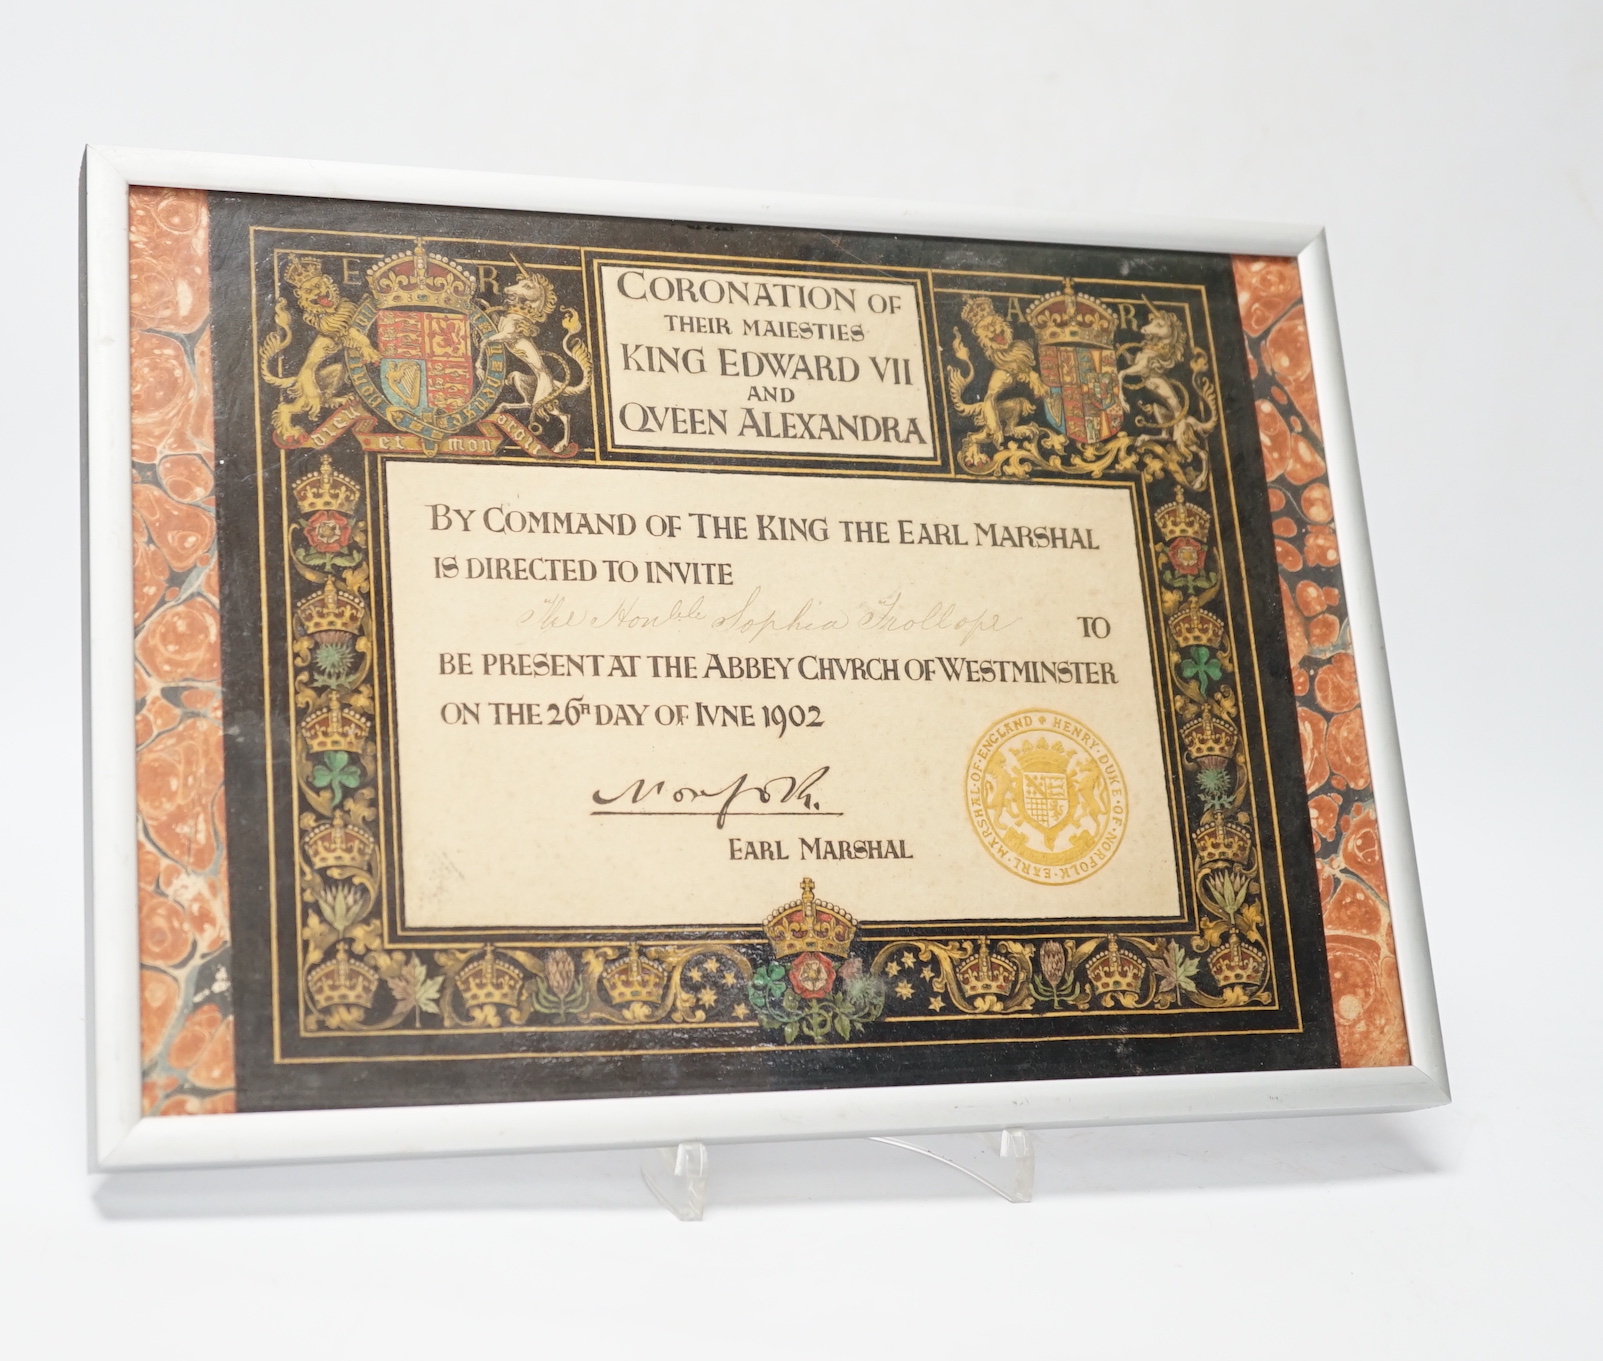 E R
A R
dieu et mon droit
CORONATION OF
THEIR MAIESTIES
KING EDWARD VII
AND
QVEEN ALEXANDRA
BY COMMAND OF THE KING THE EARL MARSHAL
IS DIRECTED TO INVITE
The Honble Sophia Trollope TO
BE PRESENT AT THE ABBEY CHVRCH OF WESTMINSTER
ON THE 26TH DAY OF IVNE 1902
Norfolk.
EARL MARSHAL
HENRY · DUKE · OF · NORFOLK · EARL · MARSHAL · OF · ENGLAND